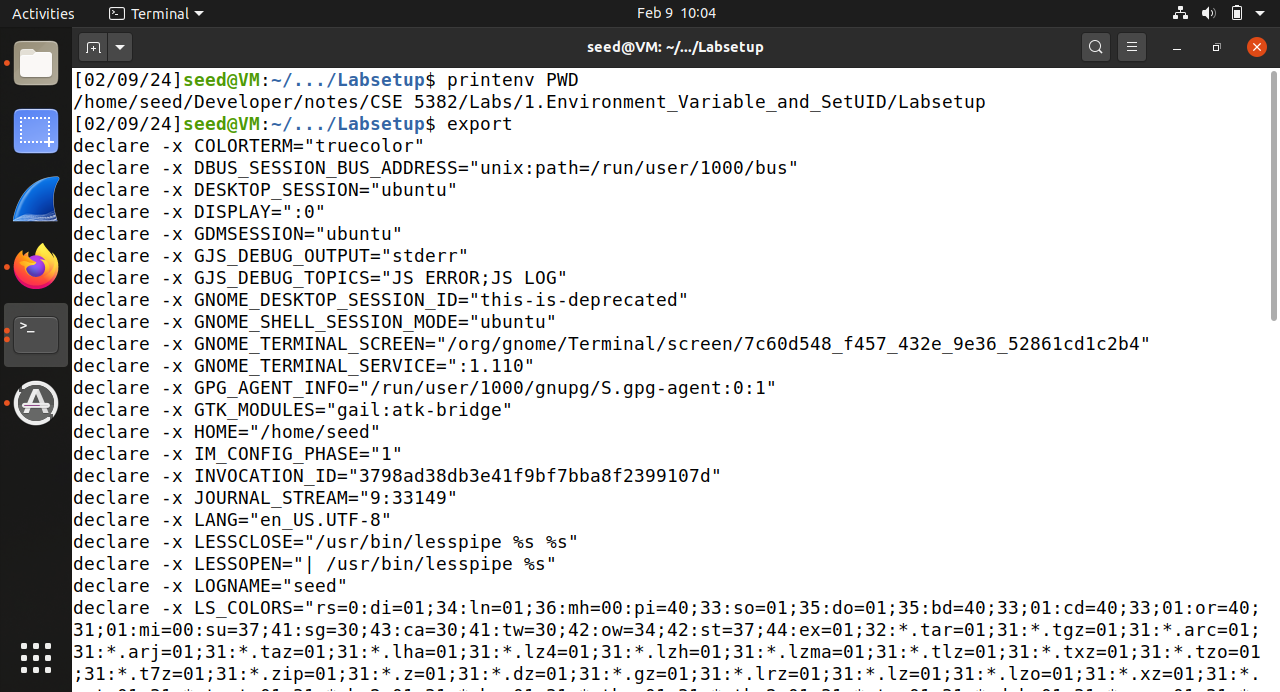 Activities
Terminal
Feb 9 10:04
seed@VM: ~/.../Labsetup
[02/09/24]seed@VM:~/.../Labsetup$ printenv PWD
/home/seed/Developer/notes/CSE 5382/Labs/1.Environment_Variable_and_SetUID/Labsetup
[02/09/24]seed@VM:~/.../Labsetup$ export
declare -x COLORTERM="truecolor"
declare -x DBUS_SESSION_BUS_ADDRESS="unix:path=/run/user/1000/bus"
declare -x DESKTOP_SESSION="ubuntu"
declare -x DISPLAY=":0"
declare -x GDMSESSION="ubuntu"
declare -x GJS_DEBUG_OUTPUT="stderr"
declare -x GJS_DEBUG_TOPICS="JS ERROR;JS LOG"
declare -x GNOME_DESKTOP_SESSION_ID="this-is-deprecated"
declare -x GNOME_SHELL_SESSION_MODE="ubuntu"
declare -x GNOME_TERMINAL_SCREEN="/org/gnome/Terminal/screen/7c60d548_f457_432e_9e36_52861cd1c2b4"
declare -x GNOME_TERMINAL_SERVICE=":1.110"
declare -x GPG_AGENT_INFO="/run/user/1000/gnupg/S.gpg-agent:0:1"
declare -x GTK_MODULES="gail:atk-bridge"
declare -x HOME="/home/seed"
declare -x IM_CONFIG_PHASE="1"
declare -x INVOCATION_ID="3798ad38db3e41f9bf7bba8f2399107d"
declare -x JOURNAL_STREAM="9:33149"
declare -x LANG="en_US.UTF-8"
declare -x LESSCLOSE="/usr/bin/lesspipe %s %s"
declare -x LESSOPEN="| /usr/bin/lesspipe %s"
declare -x LOGNAME="seed"
declare -x LS_COLORS="rs=0:di=01;34:ln=01;36:mh=00:pi=40;33:so=01;35:do=01;35:bd=40;33;01:cd=40;33;01:or=40;
31;01:mi=00:su=37;41:sg=30;43:ca=30;41:tw=30;42:ow=34;42:st=37;44:ex=01;32:*.tar=01;31:*.tgz=01;31:*.arc=01;
31:*.arj=01;31:*.taz=01;31:*.lha=01;31:*.lz4=01;31:*.lzh=01;31:*.lzma=01;31:*.tlz=01;31:*.txz=01;31:*.tzo=01
;31:*.t7z=01;31:*.zip=01;31:*.z=01;31:*.dz=01;31:*.gz=01;31:*.lrz=01;31:*.lz=01;31:*.lzo=01;31:*.xz=01;31:*.